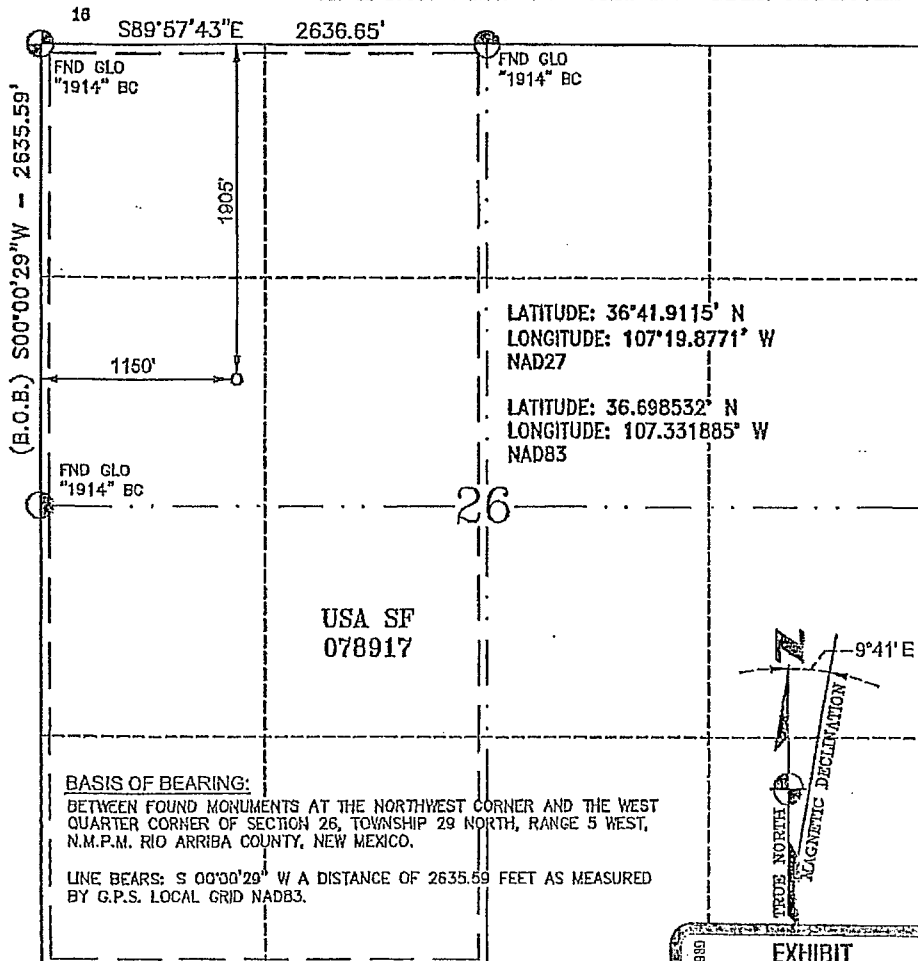 16
S89°57'43"E 2636.65'
FND GLO
"1914" BC
FND GLO
"1914" BC
(B.O.B.) S00°00'29"W - 2635.59'
1905'
1150'
LATITUDE: 36°41.9115' N
LONGITUDE: 107°19.8771' W
NAD27
LATITUDE: 36.698532° N
LONGITUDE: 107.331885° W
NAD83
FND GLO
"1914" BC
26
USA SF
078917
N
9°41' E
TRUE NORTH
MAGNETIC DECLINATION
BASIS OF BEARING:
BETWEEN FOUND MONUMENTS AT THE NORTHWEST CORNER AND THE WEST
QUARTER CORNER OF SECTION 26, TOWNSHIP 29 NORTH, RANGE 5 WEST,
N.M.P.M. RIO ARRIBA COUNTY, NEW MEXICO.
LINE BEARS: S 00°00'29" W A DISTANCE OF 2635.59 FEET AS MEASURED
BY G.P.S. LOCAL GRID NAD83.
EXHIBIT